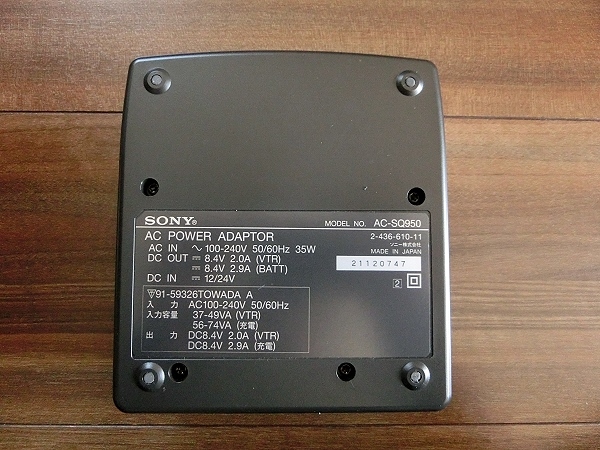 SONY®
MODEL NO. AC-SQ950
AC POWER ADAPTOR
2-436-610-11
AC IN ∿ 100-240V 50/60Hz 35W
ソニー株式会社
DC OUT ⎓ 8.4V 2.0A (VTR)
MADE IN JAPAN
⎓ 8.4V 2.9A (BATT)
21120747
DC IN ⎓ 12/24V
2
91-59326TOWADA A
入 力 AC100-240V 50/60Hz
入力容量 37-49VA (VTR)
56-74VA (充電)
出 力 DC8.4V 2.0A (VTR)
DC8.4V 2.9A (充電)